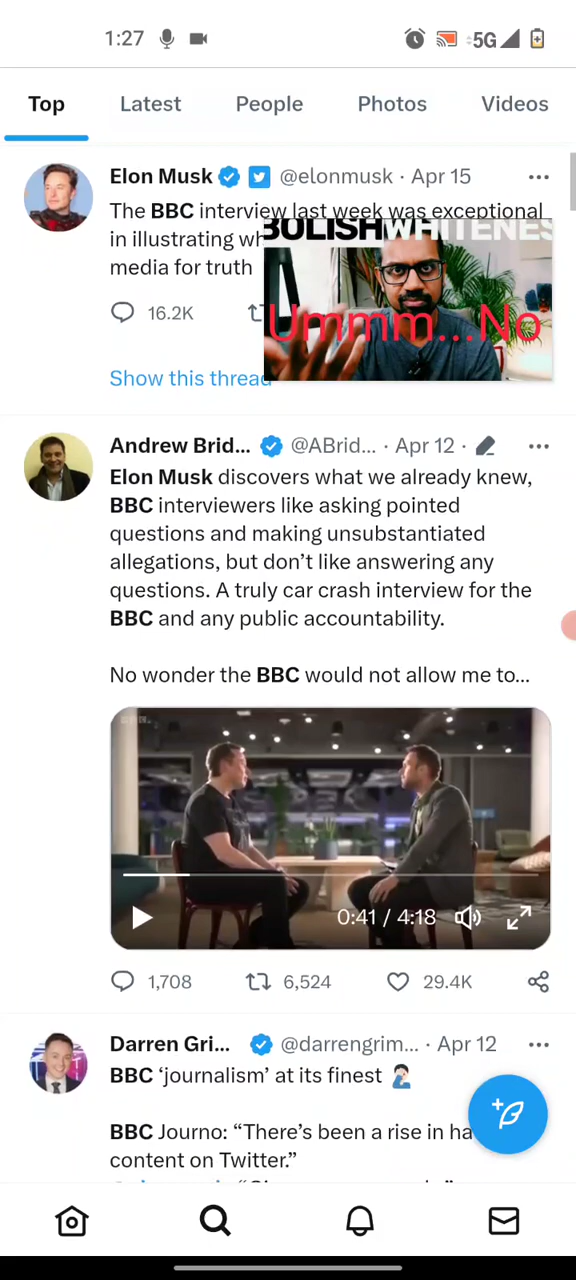 1:27
5G
Top Latest People Photos Videos
Elon Musk @elonmusk · Apr 15
The BBC interview last week was exceptional
in illustrating wh
media for truth
BOLISHWHITENES
Ummm...No
16.2K
Show this thread
Andrew Brid... @ABrid... · Apr 12 ·
Elon Musk discovers what we already knew,
BBC interviewers like asking pointed
questions and making unsubstantiated
allegations, but don’t like answering any
questions. A truly car crash interview for the
BBC and any public accountability.
No wonder the BBC would not allow me to...
0:41 / 4:18
1,708 6,524 29.4K
Darren Gri... @darrengrim... · Apr 12
BBC ‘journalism’ at its finest
BBC Journo: “There’s been a rise in ha
content on Twitter.”